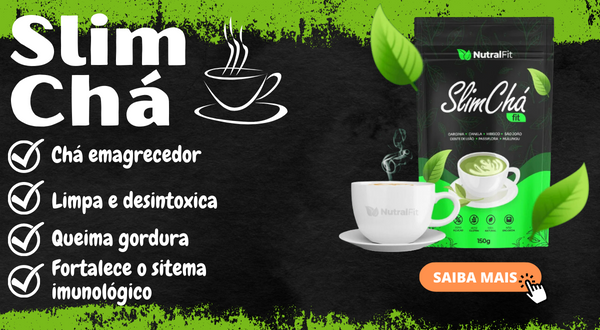 Slim
Chá
Chá emagrecedor
Limpa e desintoxica
Queima gordura
Fortalece o sitema
imunológico
NutralFit
SlimChá
fit
150g
NutralFit
SAIBA MAIS